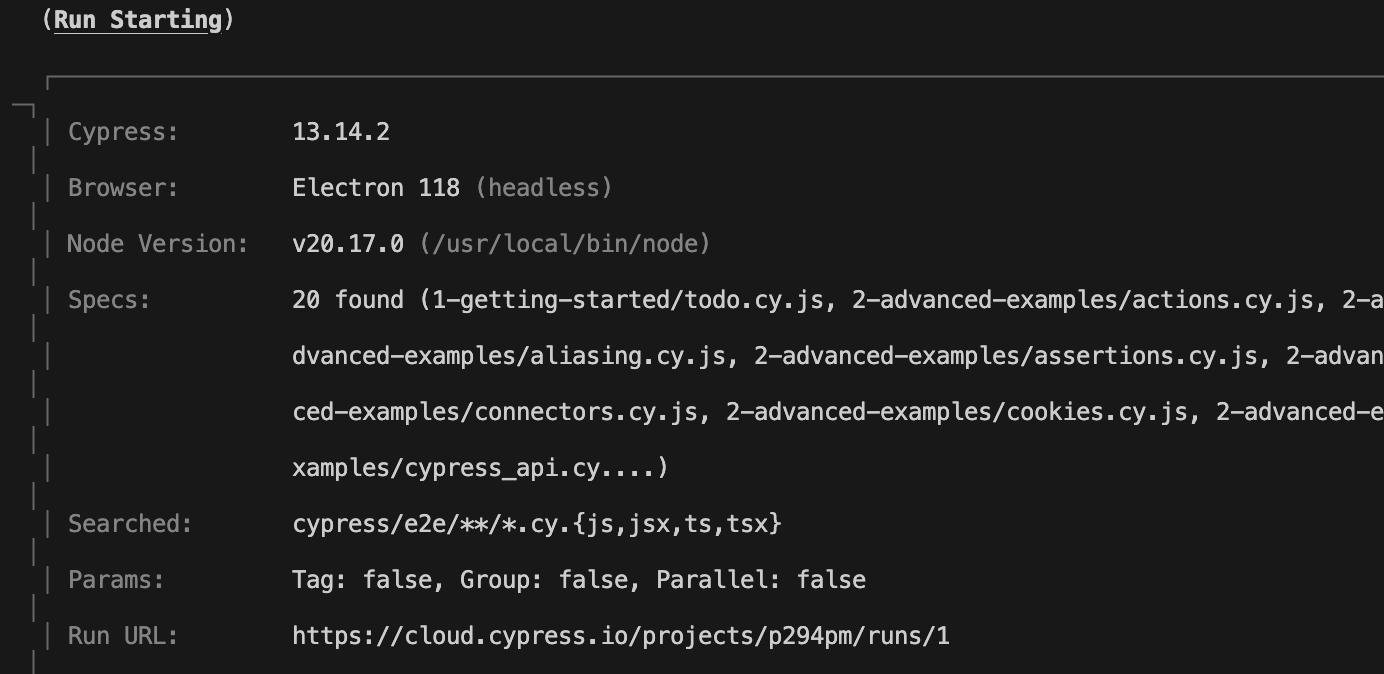 (Run Starting)
Cypress: 13.14.2
Browser: Electron 118 (headless)
Node Version: v20.17.0 (/usr/local/bin/node)
Specs: 20 found (1-getting-started/todo.cy.js, 2-advanced-examples/actions.cy.js, 2-a
dvanced-examples/aliasing.cy.js, 2-advanced-examples/assertions.cy.js, 2-advan
ced-examples/connectors.cy.js, 2-advanced-examples/cookies.cy.js, 2-advanced-e
xamples/cypress_api.cy....)
Searched: cypress/e2e/**/*.cy.{js,jsx,ts,tsx}
Params: Tag: false, Group: false, Parallel: false
Run URL: https://cloud.cypress.io/projects/p294pm/runs/1